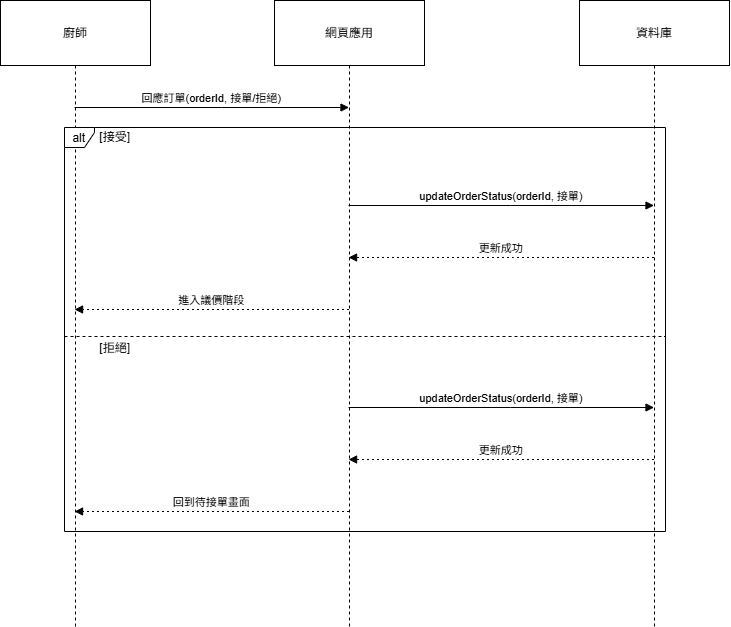 廚師
網頁應用
資料庫
回應訂單(orderId, 接單/拒絕)
alt
[接受]
updateOrderStatus(orderId, 接單)
更新成功
進入議價階段
[拒絕]
updateOrderStatus(orderId, 接單)
更新成功
回到待接單畫面